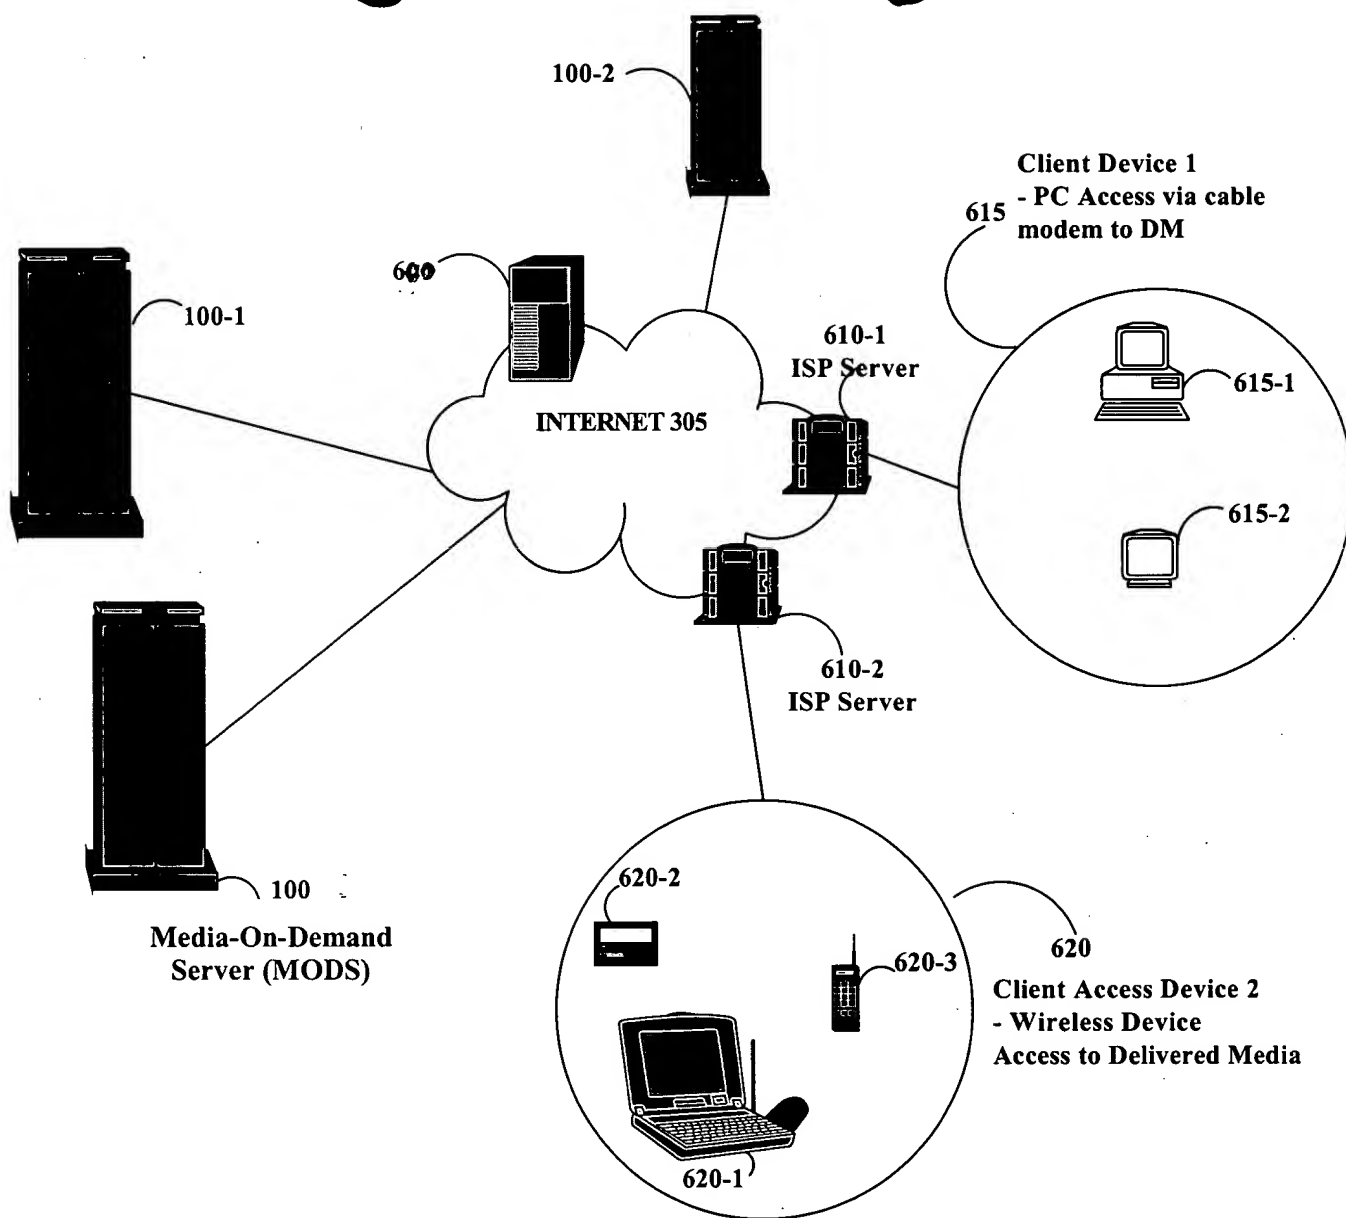 100-2
Client Device 1
- PC Access via cable
modem to DM
615
600
100-1
610-1
ISP Server
615-1
INTERNET 305
615-2
610-2
ISP Server
100
Media-On-Demand
Server (MODS)
620-2
620-3
620
Client Access Device 2
- Wireless Device
Access to Delivered Media
620-1